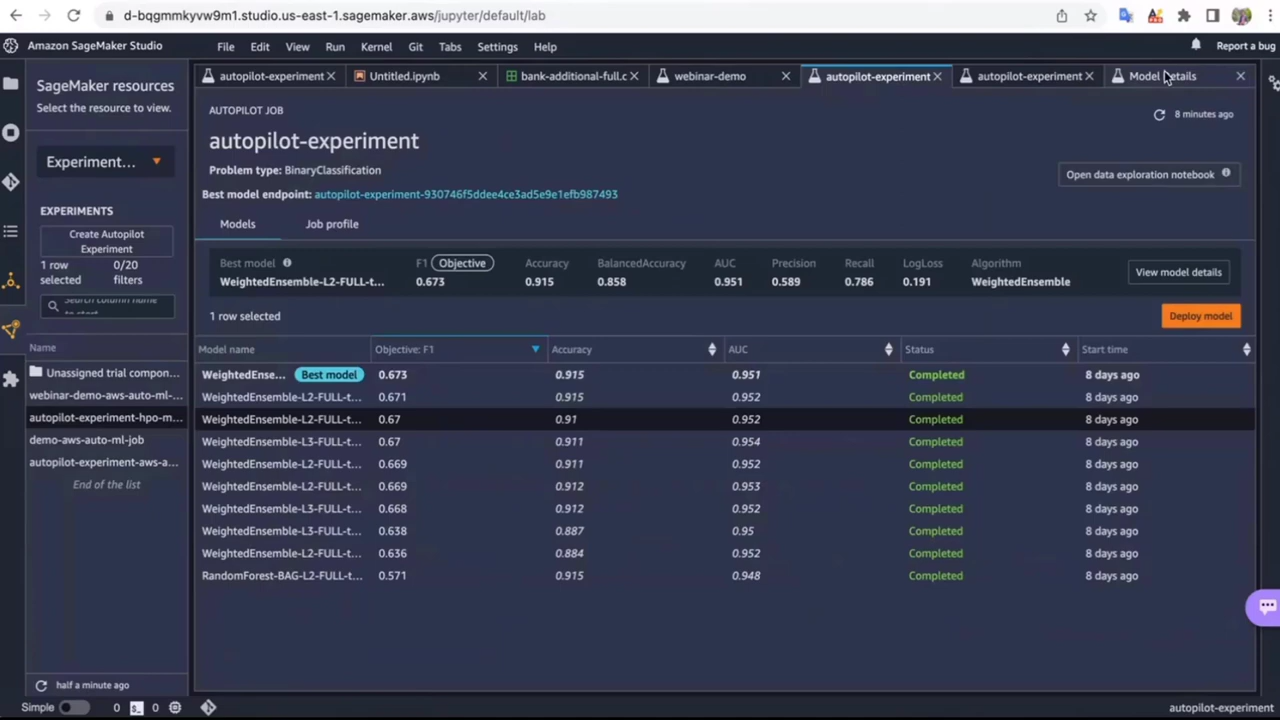 d-bqgmmkyvw9m1.studio.us-east-1.sagemaker.aws/jupyter/default/lab
Amazon SageMaker Studio File Edit View Run Kernel Git Tabs Settings Help Report a bug
SageMaker resources
Select the resource to view.
Experiment...
EXPERIMENTS
Create Autopilot
Experiment
1 row 0/20
selected filters
Search column name
to start
Name
Unassigned trial compon...
webinar-demo-aws-auto-ml-...
autopilot-experiment-hpo-m...
demo-aws-auto-ml-job
autopilot-experiment-aws-a...
End of the list
half a minute ago
autopilot-experiment Untitled.ipynb bank-additional-full.c webinar-demo autopilot-experiment autopilot-experiment Model Details
AUTOPILOT JOB
8 minutes ago
autopilot-experiment
Problem type: BinaryClassification
Open data exploration notebook
Best model endpoint: autopilot-experiment-930746f5ddee4ce3ad5e9e1efb987493
Models Job profile
Best model F1 Objective Accuracy BalancedAccuracy AUC Precision Recall LogLoss Algorithm
WeightedEnsemble-L2-FULL-t... 0.673 0.915 0.858 0.951 0.589 0.786 0.191 WeightedEnsemble
View model details
1 row selected
Deploy model
Model name Objective: F1 Accuracy AUC Status Start time
WeightedEnse... Best model 0.673 0.915 0.951 Completed 8 days ago
WeightedEnsemble-L2-FULL-t... 0.671 0.915 0.952 Completed 8 days ago
WeightedEnsemble-L2-FULL-t... 0.67 0.91 0.952 Completed 8 days ago
WeightedEnsemble-L3-FULL-t... 0.67 0.911 0.954 Completed 8 days ago
WeightedEnsemble-L2-FULL-t... 0.669 0.911 0.952 Completed 8 days ago
WeightedEnsemble-L2-FULL-t... 0.669 0.912 0.953 Completed 8 days ago
WeightedEnsemble-L3-FULL-t... 0.668 0.912 0.952 Completed 8 days ago
WeightedEnsemble-L3-FULL-t... 0.638 0.887 0.95 Completed 8 days ago
WeightedEnsemble-L2-FULL-t... 0.636 0.884 0.952 Completed 8 days ago
RandomForest-BAG-L2-FULL-t... 0.571 0.915 0.948 Completed 8 days ago
Simple 0 0 autopilot-experiment